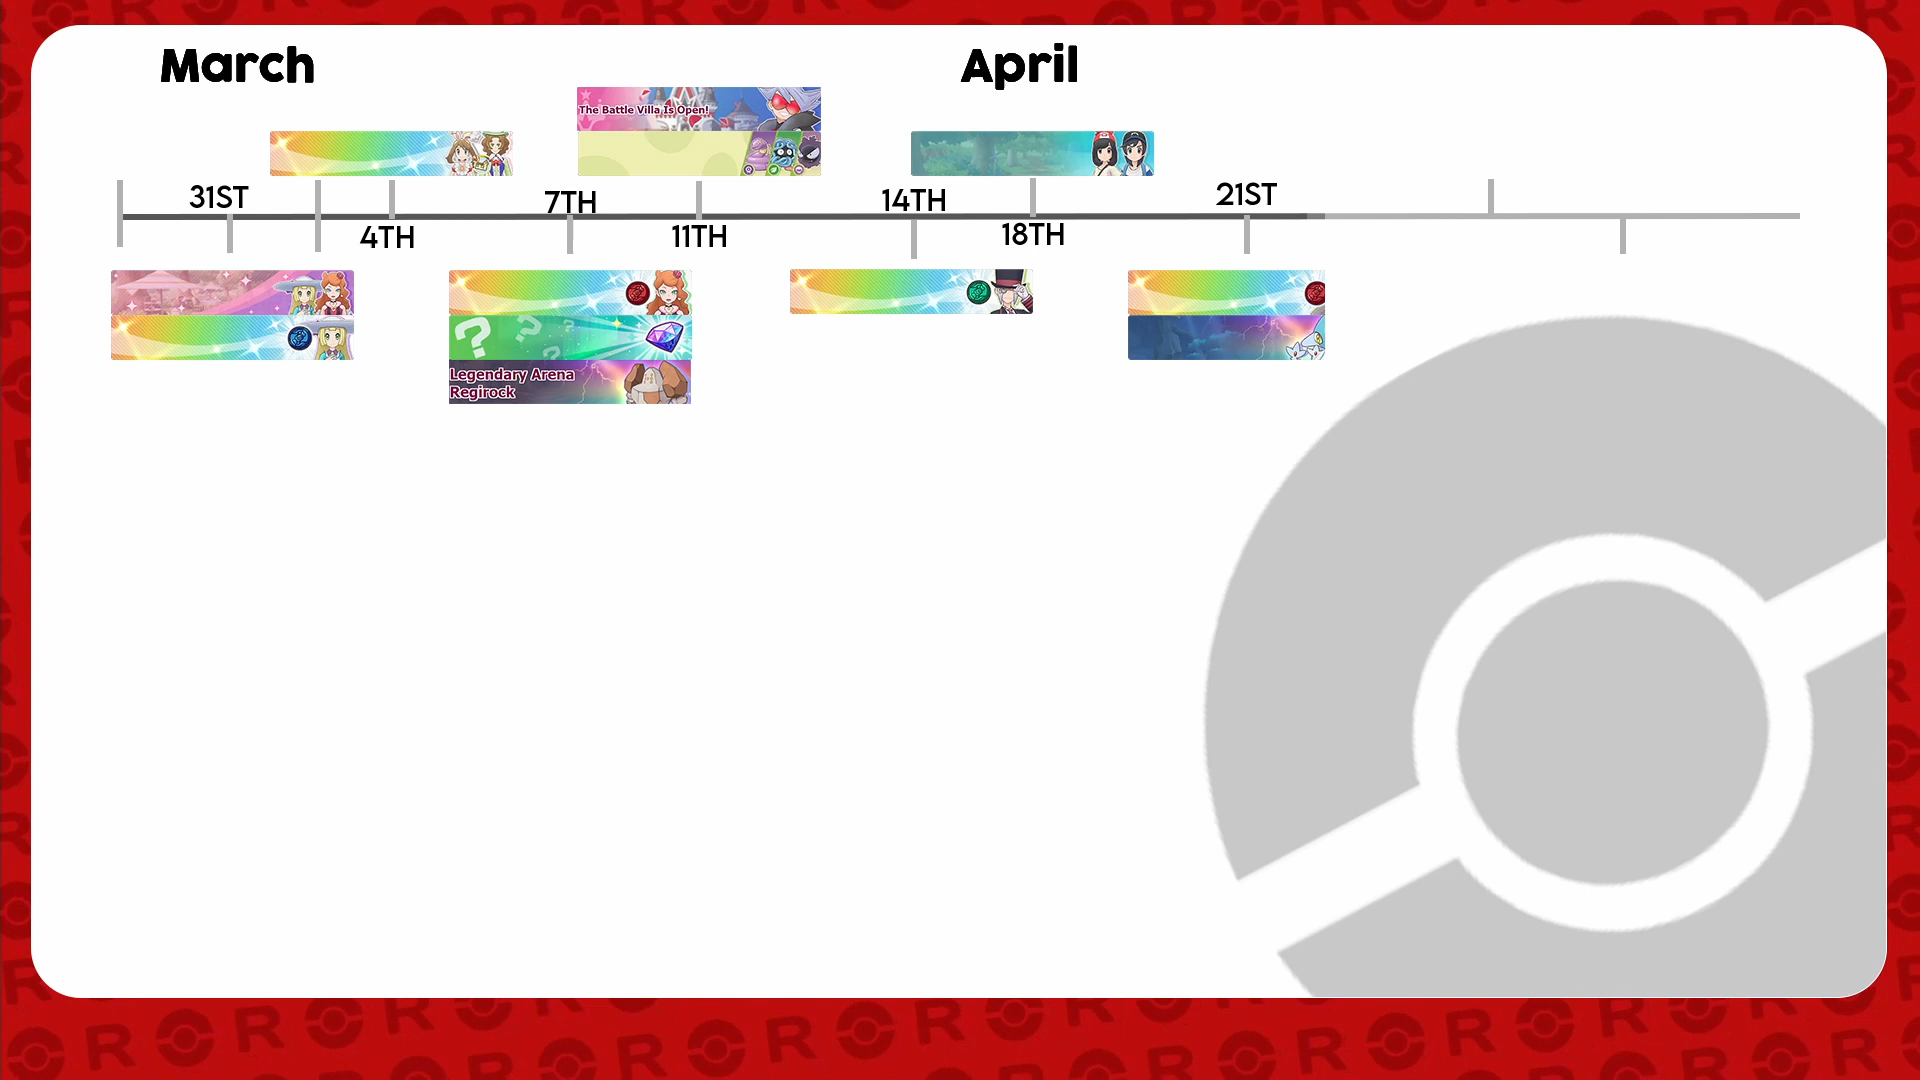 March
April
The Battle Villa Is Open!
31ST
7TH
14TH
21ST
4TH
11TH
18TH
Legendary Arena
Regirock